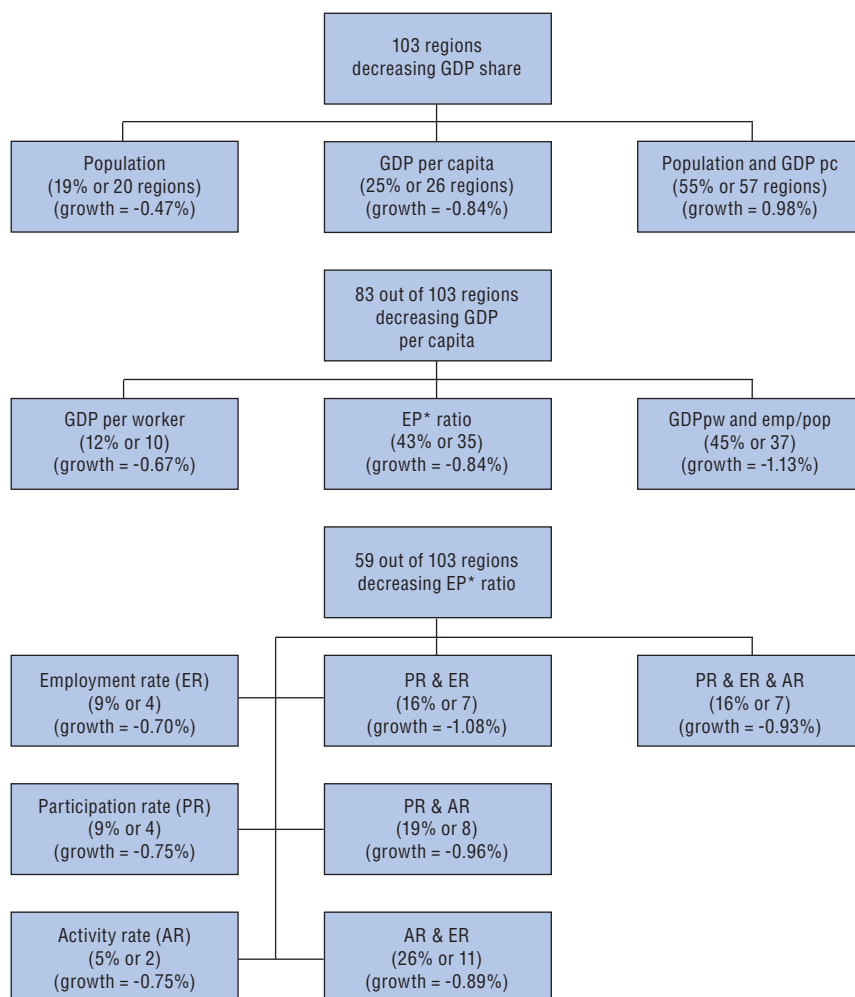 103 regions
decreasing GDP share
Population
(19% or 20 regions)
(growth = -0.47%)
GDP per capita
(25% or 26 regions)
(growth = -0.84%)
Population and GDP pc
(55% or 57 regions)
(growth = 0.98%)
83 out of 103 regions
decreasing GDP
per capita
GDP per worker
(12% or 10)
(growth = -0.67%)
EP* ratio
(43% or 35)
(growth = -0.84%)
GDPpw and emp/pop
(45% or 37)
(growth = -1.13%)
59 out of 103 regions
decreasing EP* ratio
Employment rate (ER)
(9% or 4)
(growth = -0.70%)
PR & ER
(16% or 7)
(growth = -1.08%)
PR & ER & AR
(16% or 7)
(growth = -0.93%)
Participation rate (PR)
(9% or 4)
(growth = -0.75%)
PR & AR
(19% or 8)
(growth = -0.96%)
Activity rate (AR)
(5% or 2)
(growth = -0.75%)
AR & ER
(26% or 11)
(growth = -0.89%)